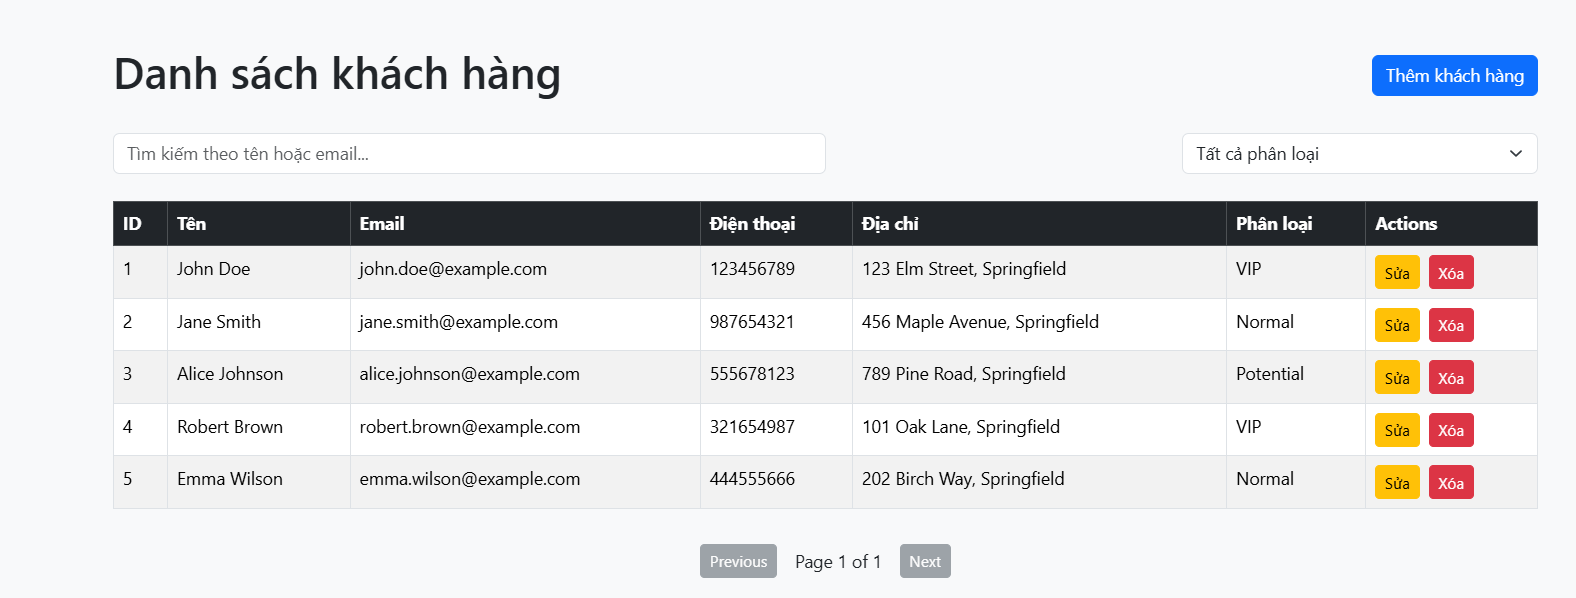 Danh sách khách hàng
Thêm khách hàng
Tìm kiếm theo tên hoặc email...
Tất cả phân loại
ID Tên Email Điện thoại Địa chỉ Phân loại Actions
1 John Doe john.doe@example.com 123456789 123 Elm Street, Springfield VIP Sửa Xóa
2 Jane Smith jane.smith@example.com 987654321 456 Maple Avenue, Springfield Normal Sửa Xóa
3 Alice Johnson alice.johnson@example.com 555678123 789 Pine Road, Springfield Potential Sửa Xóa
4 Robert Brown robert.brown@example.com 321654987 101 Oak Lane, Springfield VIP Sửa Xóa
5 Emma Wilson emma.wilson@example.com 444555666 202 Birch Way, Springfield Normal Sửa Xóa
Previous Page 1 of 1 Next